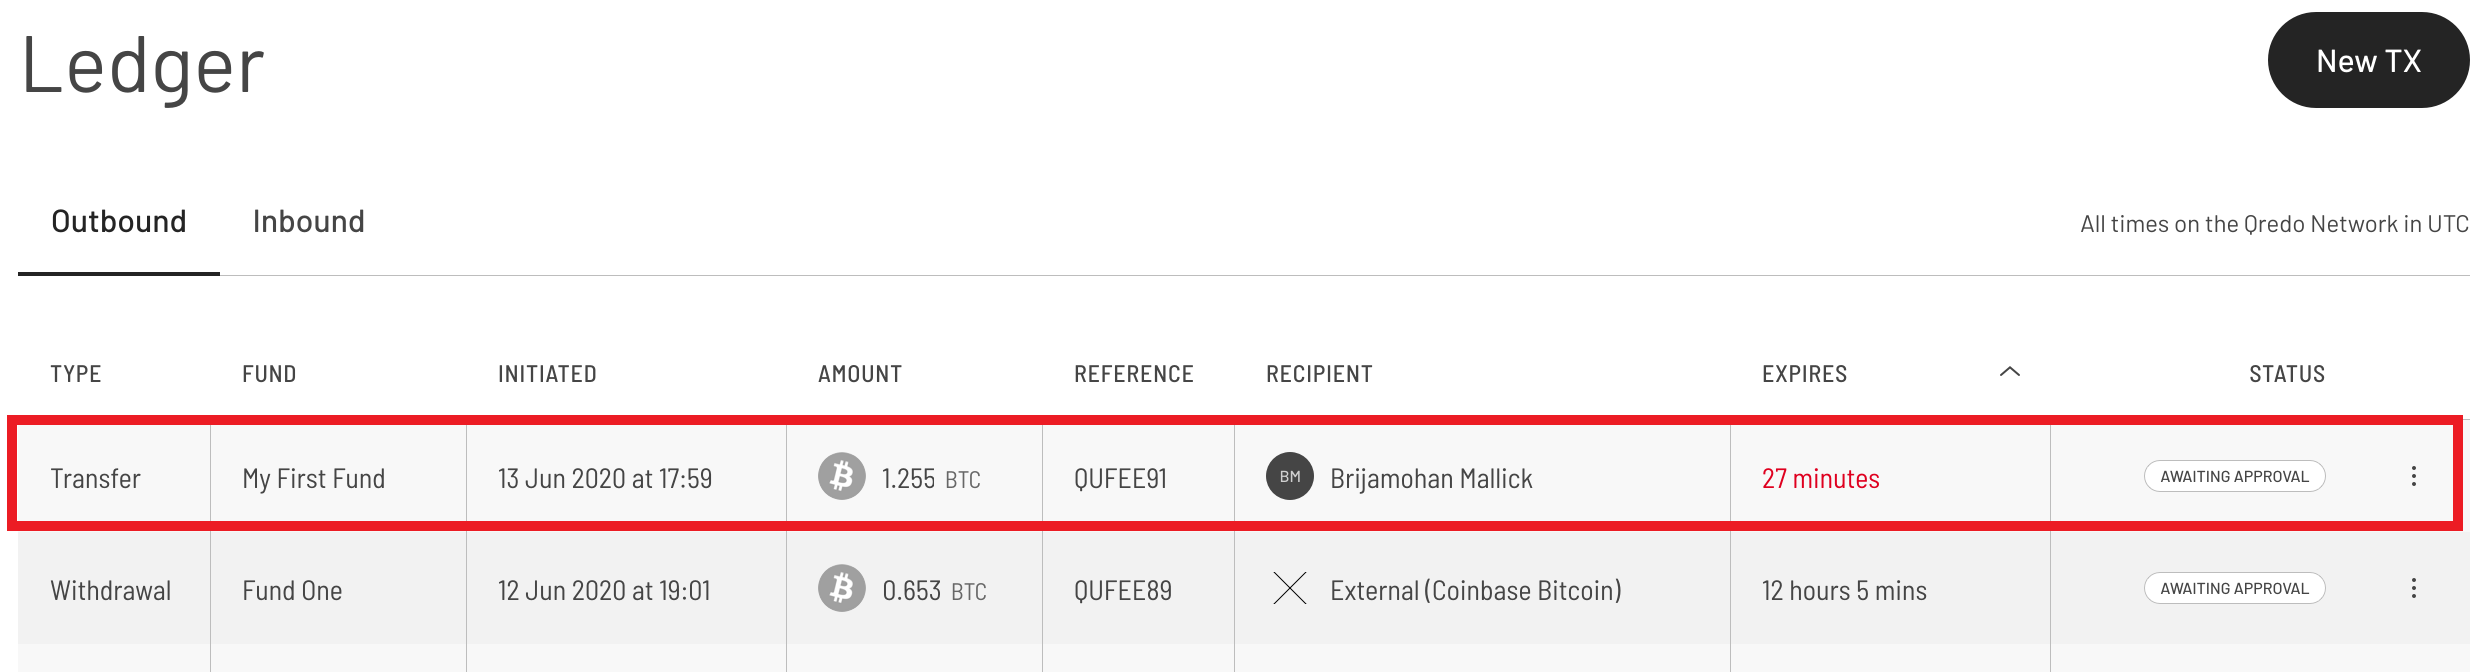 Ledger
New TX
Outbound Inbound All times on the Qredo Network in UTC
TYPE FUND INITIATED AMOUNT REFERENCE RECIPIENT EXPIRES STATUS
Transfer My First Fund 13 Jun 2020 at 17:59 1.255 BTC QUFEE91 BM Brijamohan Mallick 27 minutes AWAITING APPROVAL
Withdrawal Fund One 12 Jun 2020 at 19:01 0.653 BTC QUFEE89 External (Coinbase Bitcoin) 12 hours 5 mins AWAITING APPROVAL